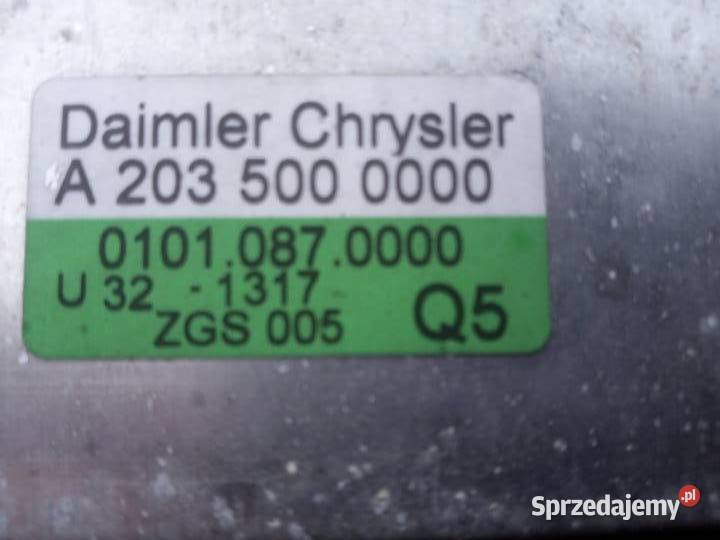 Daimler Chrysler
A 203 500 0000
0101.087.0000
U 32 - 1317
ZGS 005 Q5
Sprzedajemy.pl